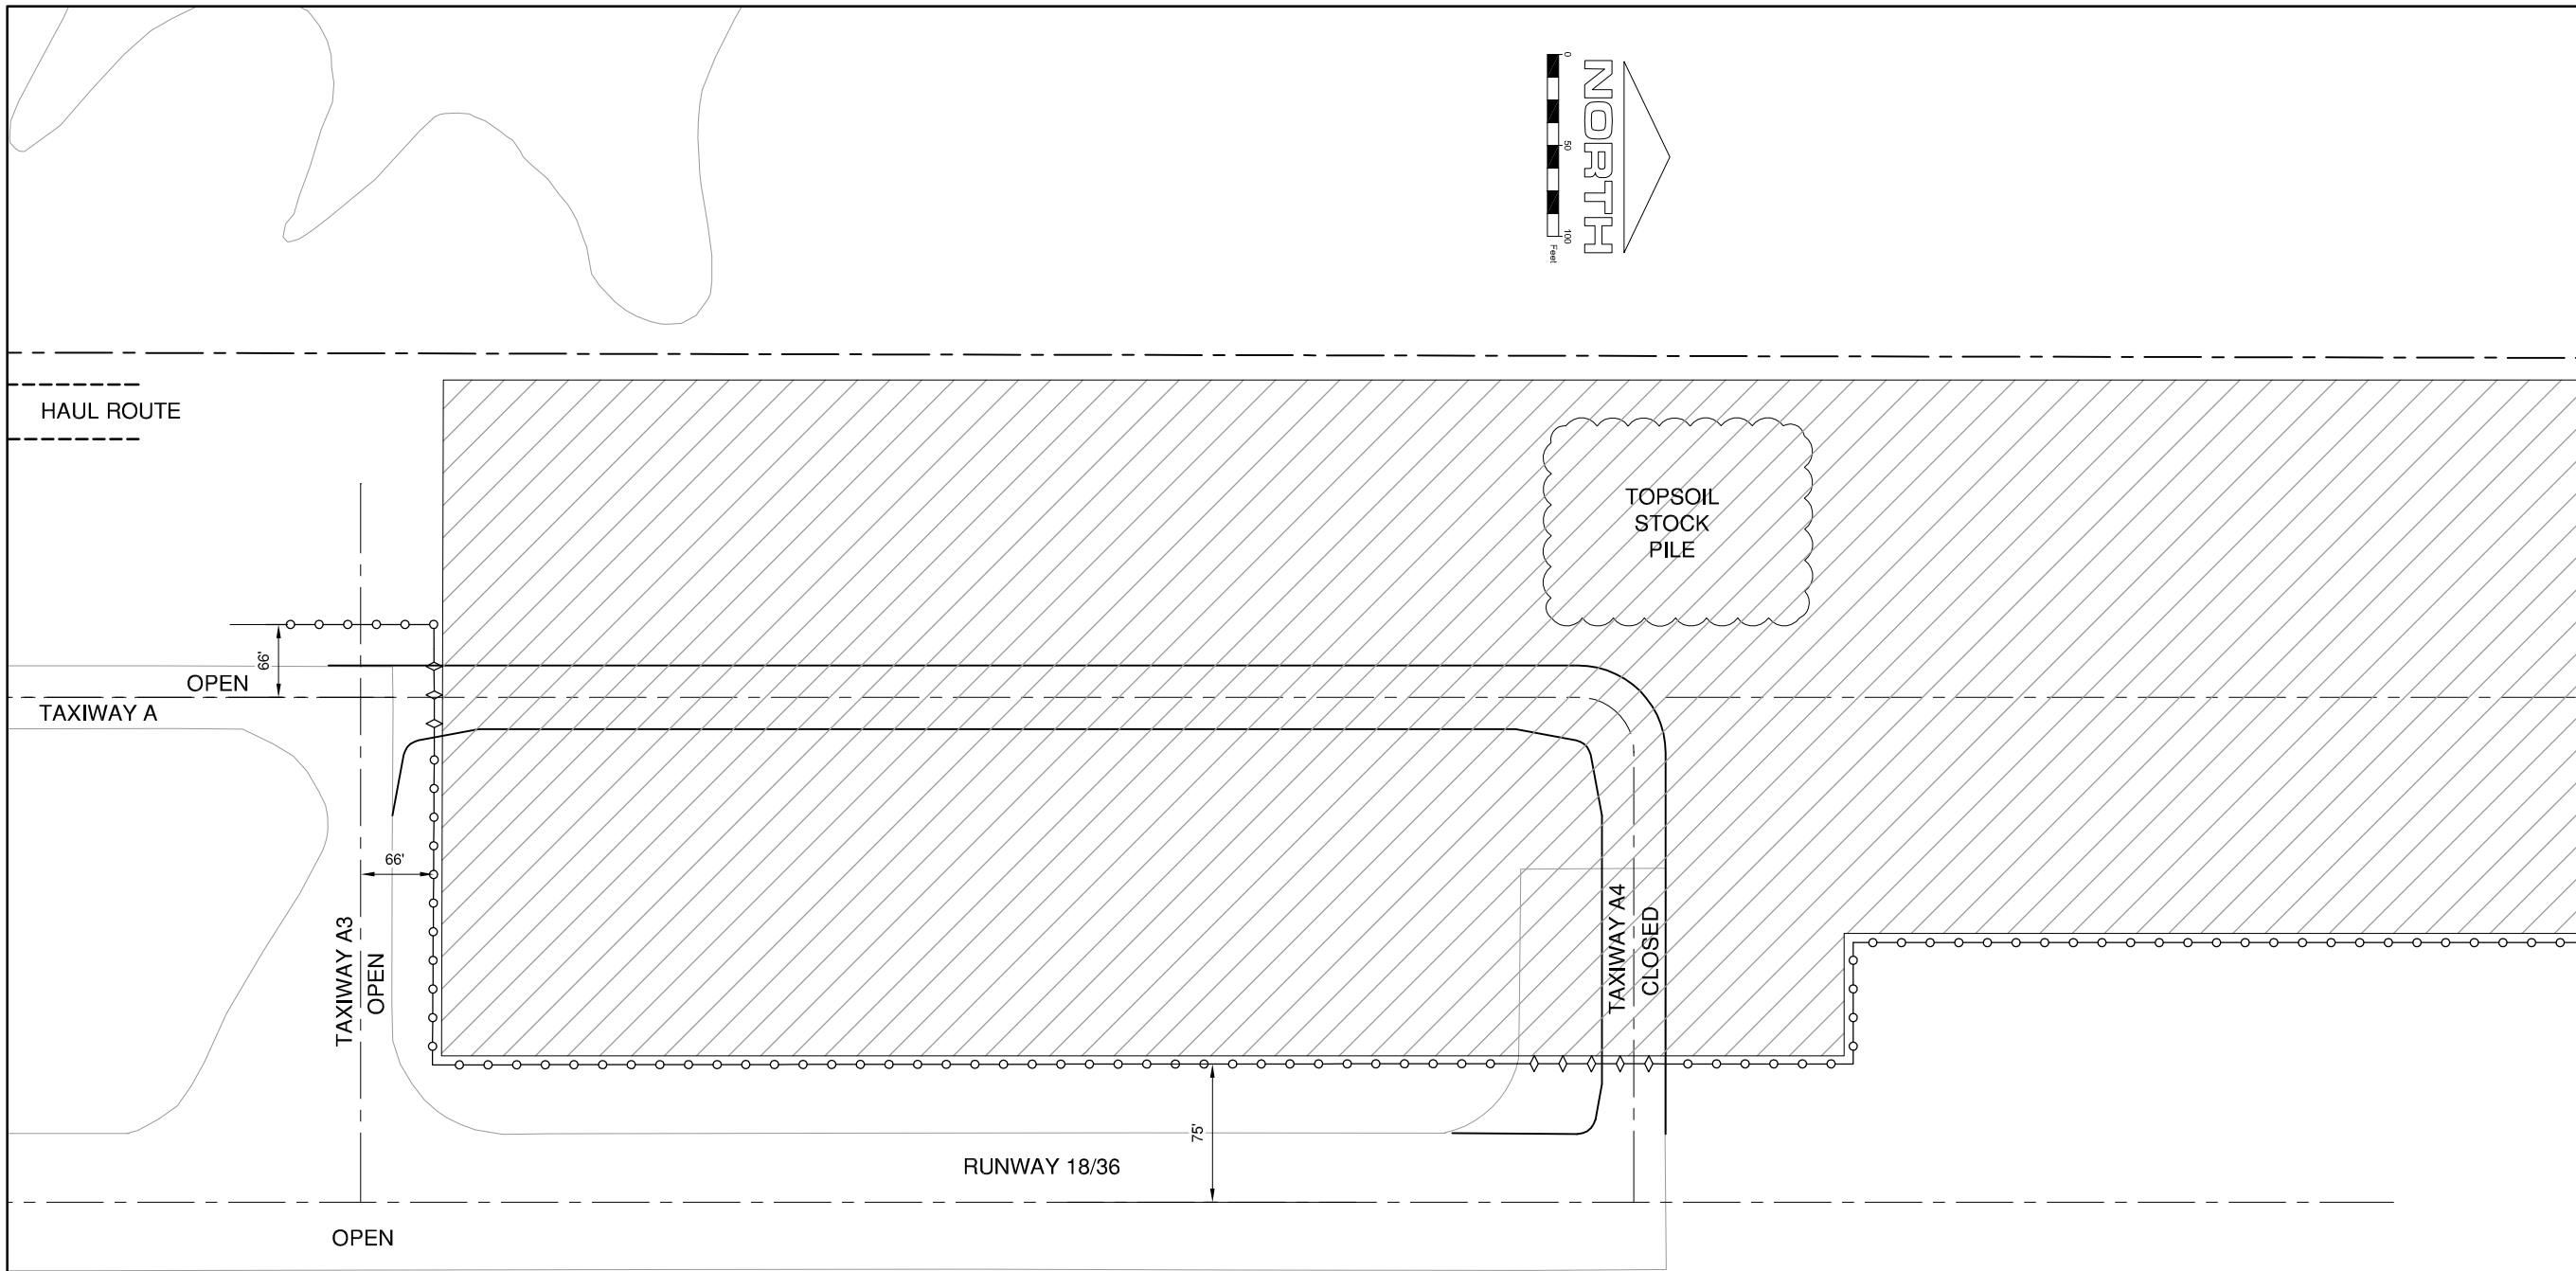 0
50
100
Feet
NORTH
HAUL ROUTE
TOPSOIL
STOCK
PILE
66'
OPEN
TAXIWAY A
66'
TAXIWAY A3
OPEN
TAXIWAY A4
CLOSED
75'
RUNWAY 18/36
OPEN